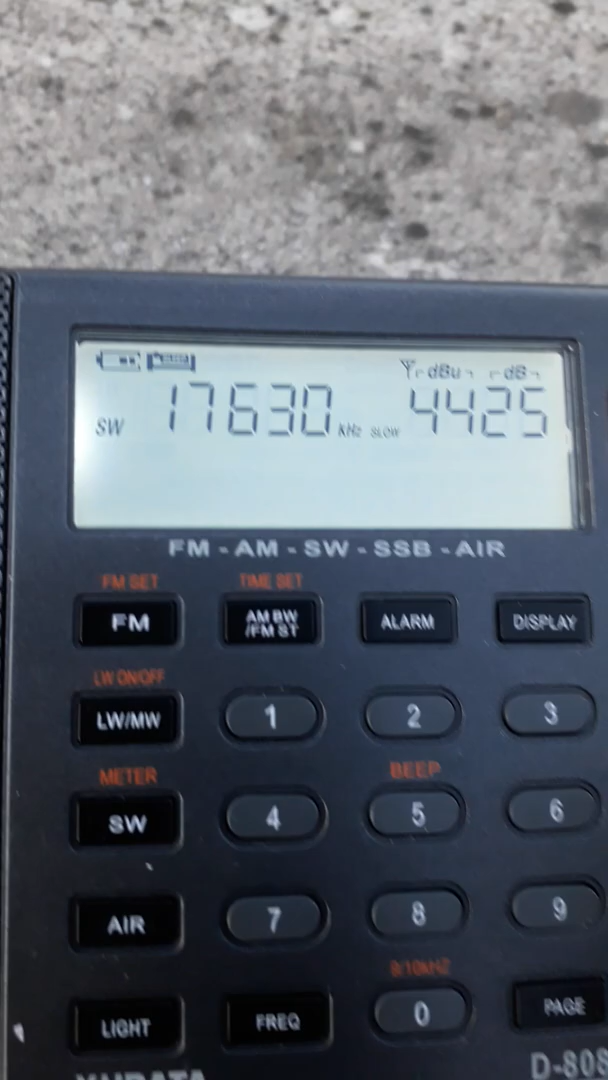 dBu dB
SW 17630 kHz SLOW 4425
FM - AM - SW - SSB - AIR
FM SET TIME SET
FM AM BW /FM ST ALARM DISPLAY
LW ON/OFF
LW/MW 1 2 3
METER BEEP
SW 4 5 6
AIR 7 8 9
9/10kHz
LIGHT FREQ 0 PAGE
XHDATA D-808